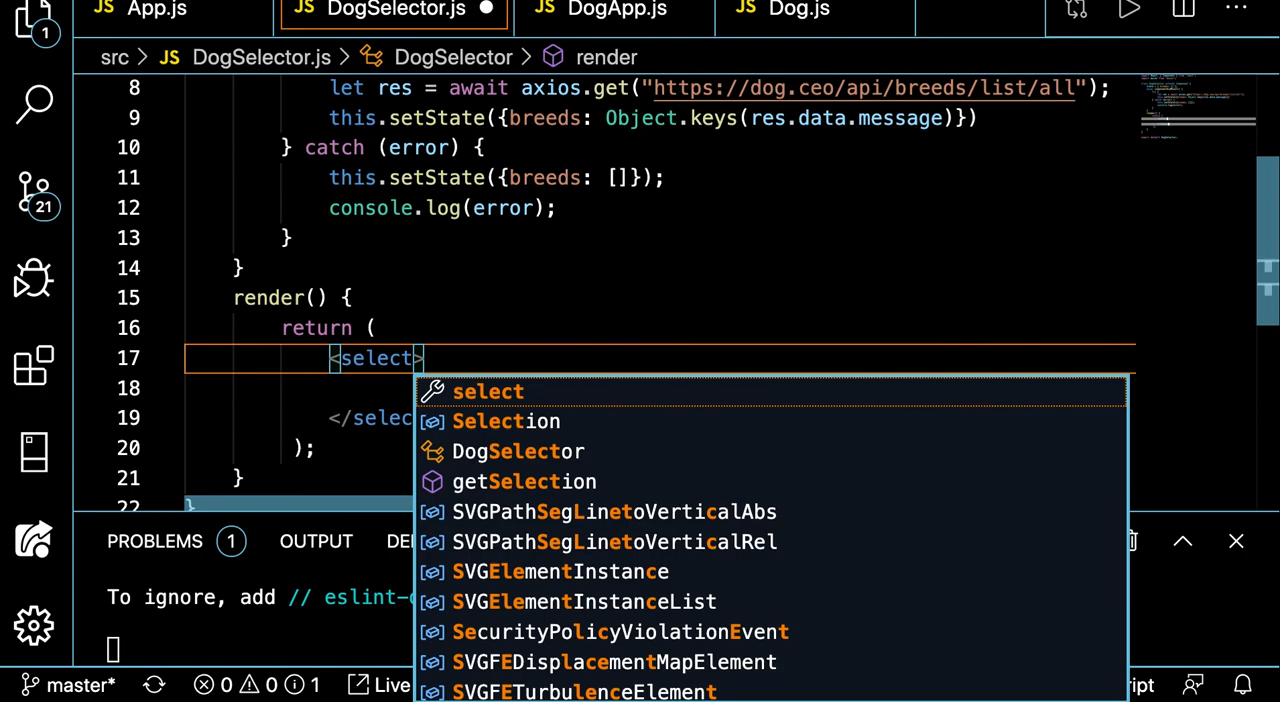 JS App.js JS DogSelector.js JS DogApp.js JS Dog.js
1
src > JS DogSelector.js > DogSelector > render
8 let res = await axios.get("https://dog.ceo/api/breeds/list/all");
9 this.setState({breeds: Object.keys(res.data.message)})
10 } catch (error) {
11 this.setState({breeds: []});
12 console.log(error);
13 }
14 }
15 render() {
16 return (
17 <select>
18
19 </selec
20 );
21 }
22 }
21
select
Selection
DogSelector
getSelection
SVGPathSegLinetoVerticalAbs
SVGPathSegLinetoVerticalRel
SVGElementInstance
SVGElementInstanceList
SecurityPolicyViolationEvent
SVGFEDisplacementMapElement
SVGFETurbulenceElement
PROBLEMS 1 OUTPUT DE
To ignore, add // eslint-
master* 0 0 1 Live ript